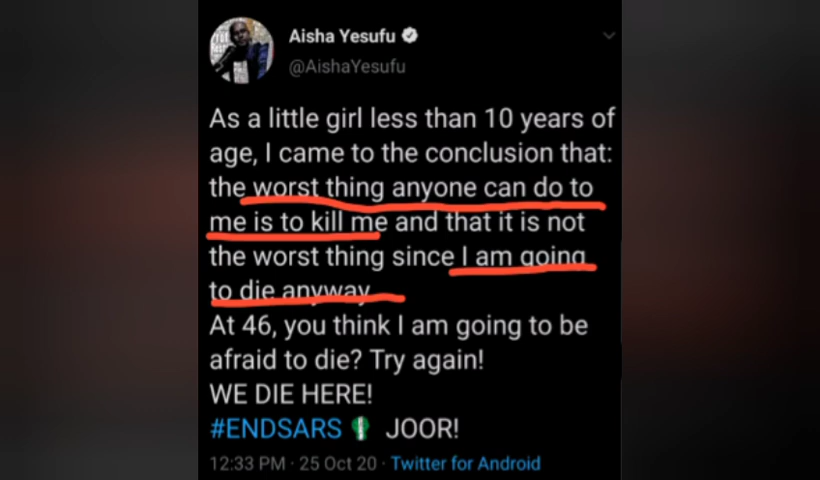 Aisha Yesufu
@AishaYesufu
As a little girl less than 10 years of
age, I came to the conclusion that:
the worst thing anyone can do to
me is to kill me and that it is not
the worst thing since I am going
to die anyway
At 46, you think I am going to be
afraid to die? Try again!
WE DIE HERE!
#ENDSARS JOOR!
12:33 PM · 25 Oct 20 · Twitter for Android